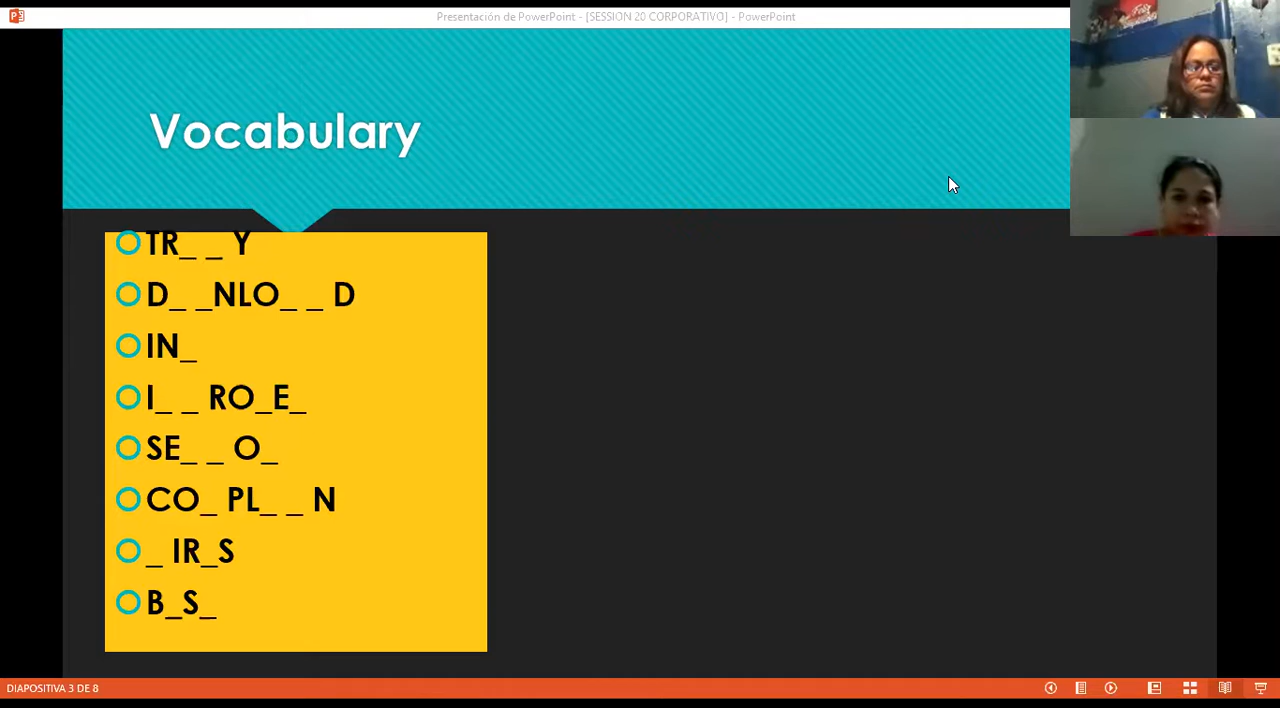 Presentación de PowerPoint - [SESSION 20 CORPORATIVO] - PowerPoint
Vocabulary
TR_ _ Y
D_ _NLO_ _ D
IN_
I_ _ RO_E_
SE_ _ O_
CO_ PL_ _ N
_ IR_S
B_S_
DIAPOSITIVA 3 DE 8